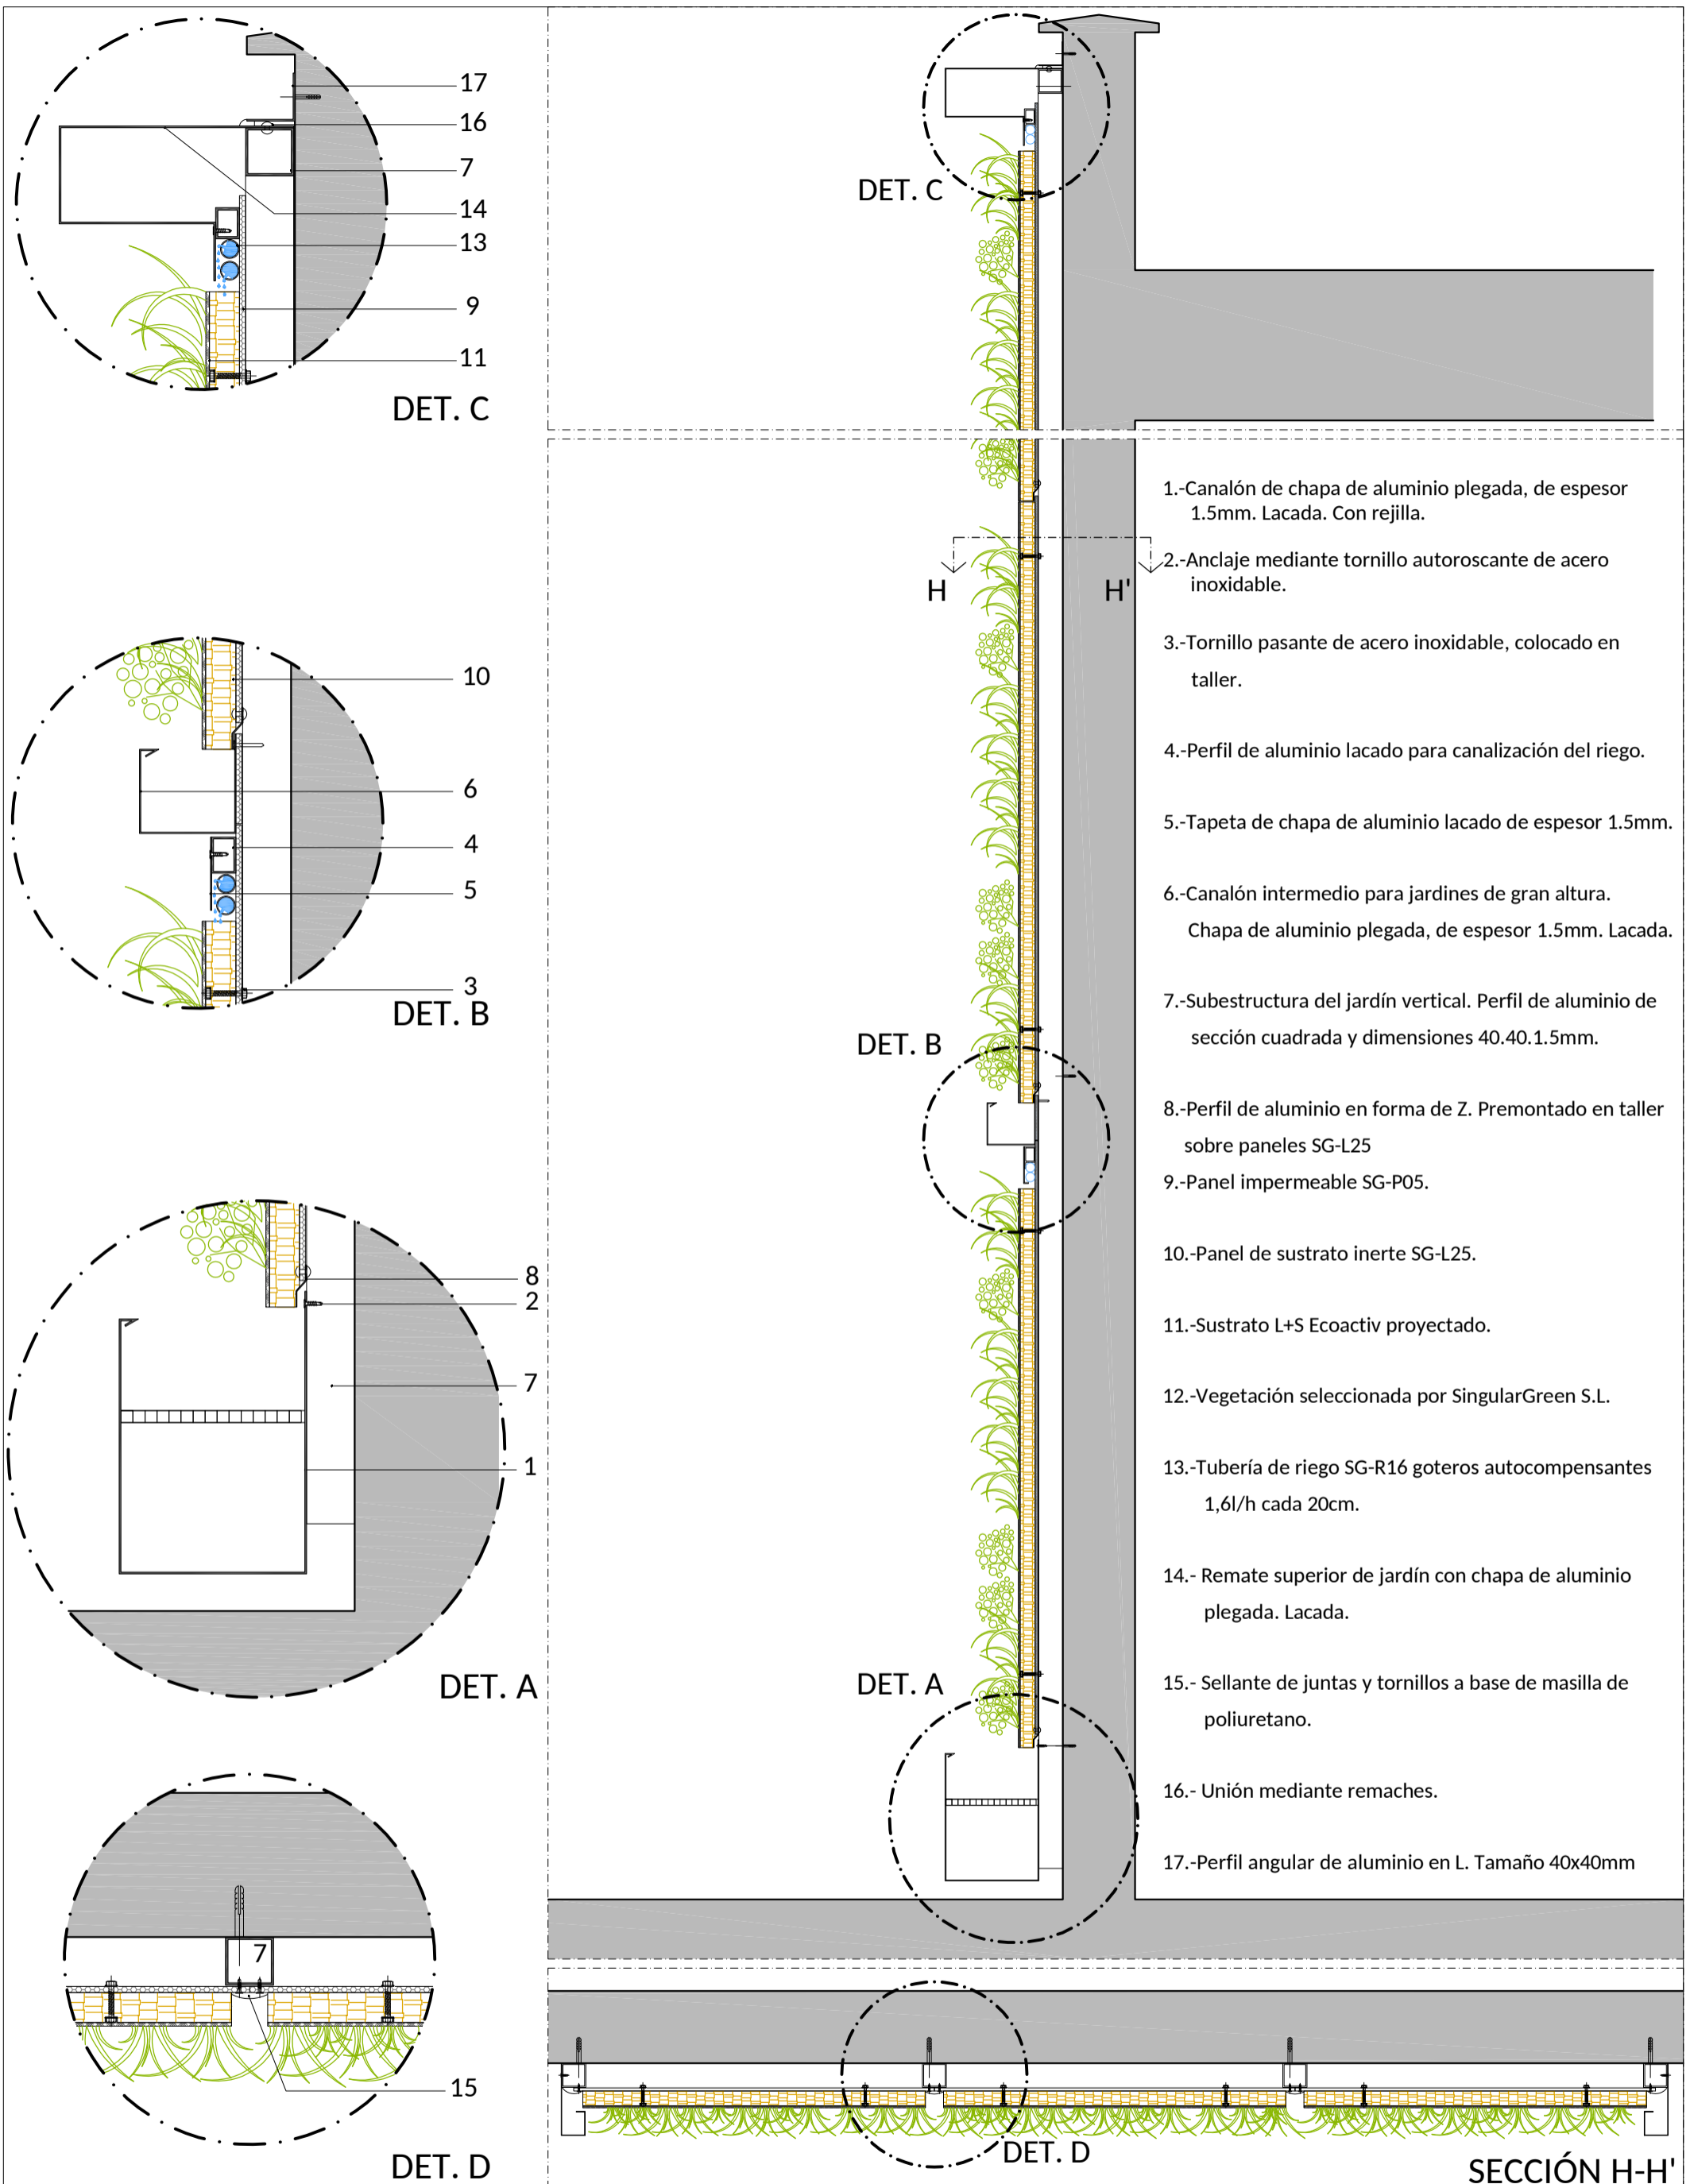 17
16
7
14
13
9
11
DET. C
10
6
4
5
3
DET. B
8
2
7
1
DET. A
7
15
DET. D
DET. C
H
H'
DET. B
DET. A
1.-Canalón de chapa de aluminio plegada, de espesor
1.5mm. Lacada. Con rejilla.
2.-Anclaje mediante tornillo autoroscante de acero
inoxidable.
3.-Tornillo pasante de acero inoxidable, colocado en
taller.
4.-Perfil de aluminio lacado para canalización del riego.
5.-Tapeta de chapa de aluminio lacado de espesor 1.5mm.
6.-Canalón intermedio para jardines de gran altura.
Chapa de aluminio plegada, de espesor 1.5mm. Lacada.
7.-Subestructura del jardín vertical. Perfil de aluminio de
sección cuadrada y dimensiones 40.40.1.5mm.
8.-Perfil de aluminio en forma de Z. Premontado en taller
sobre paneles SG-L25
9.-Panel impermeable SG-P05.
10.-Panel de sustrato inerte SG-L25.
11.-Sustrato L+S Ecoactiv proyectado.
12.-Vegetación seleccionada por SingularGreen S.L.
13.-Tubería de riego SG-R16 goteros autocompensantes
1,6l/h cada 20cm.
14.- Remate superior de jardín con chapa de aluminio
plegada. Lacada.
15.- Sellante de juntas y tornillos a base de masilla de
poliuretano.
16.- Unión mediante remaches.
17.-Perfil angular de aluminio en L. Tamaño 40x40mm
DET. D
SECCIÓN H-H'